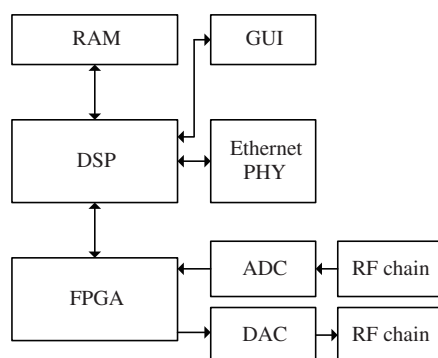 RAM
GUI
DSP
Ethernet
PHY
FPGA
ADC
RF chain
DAC
RF chain